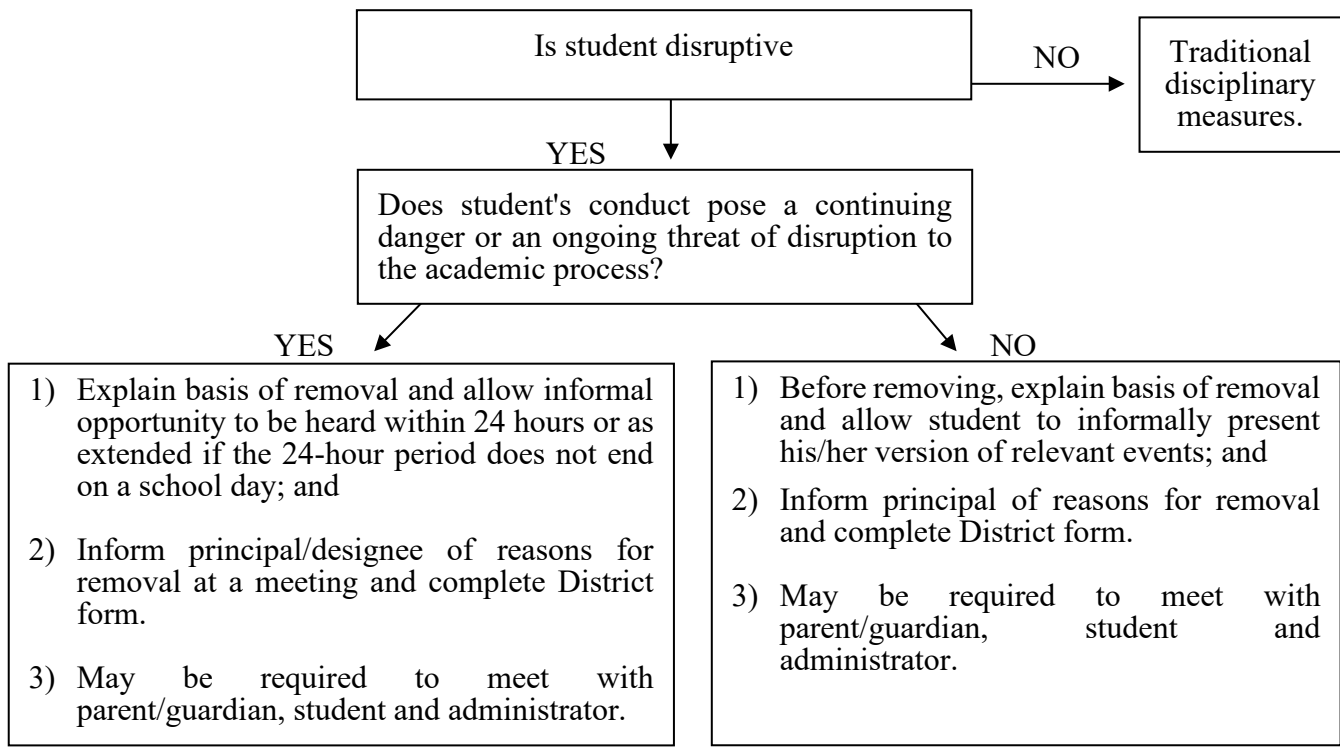 Is student disruptive
NO
Traditional
disciplinary
measures.
YES
Does student's conduct pose a continuing
danger or an ongoing threat of disruption to
the academic process?
YES
1) Explain basis of removal and allow informal
opportunity to be heard within 24 hours or as
extended if the 24-hour period does not end
on a school day; and
2) Inform principal/designee of reasons for
removal at a meeting and complete District
form.
3) May be required to meet with
parent/guardian, student and administrator.
NO
1) Before removing, explain basis of removal
and allow student to informally present
his/her version of relevant events; and
2) Inform principal of reasons for removal
and complete District form.
3) May be required to meet with
parent/guardian, student and
administrator.